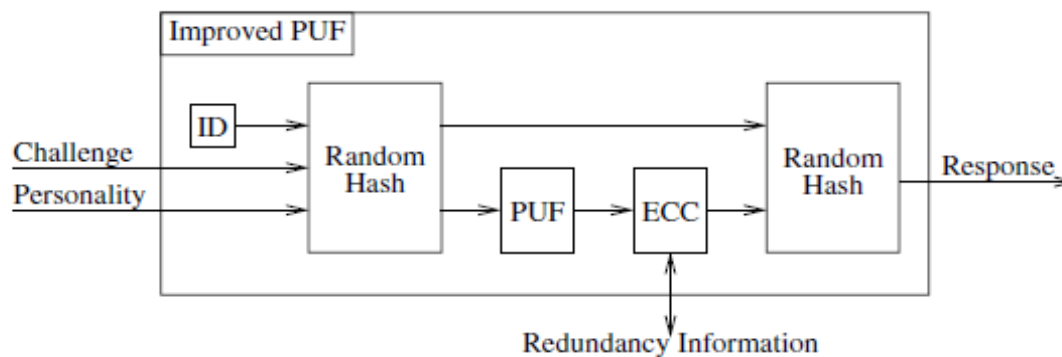 Improved PUF
ID
Challenge
Personality
Random
Hash
PUF
ECC
Random
Hash
Response
Redundancy Information